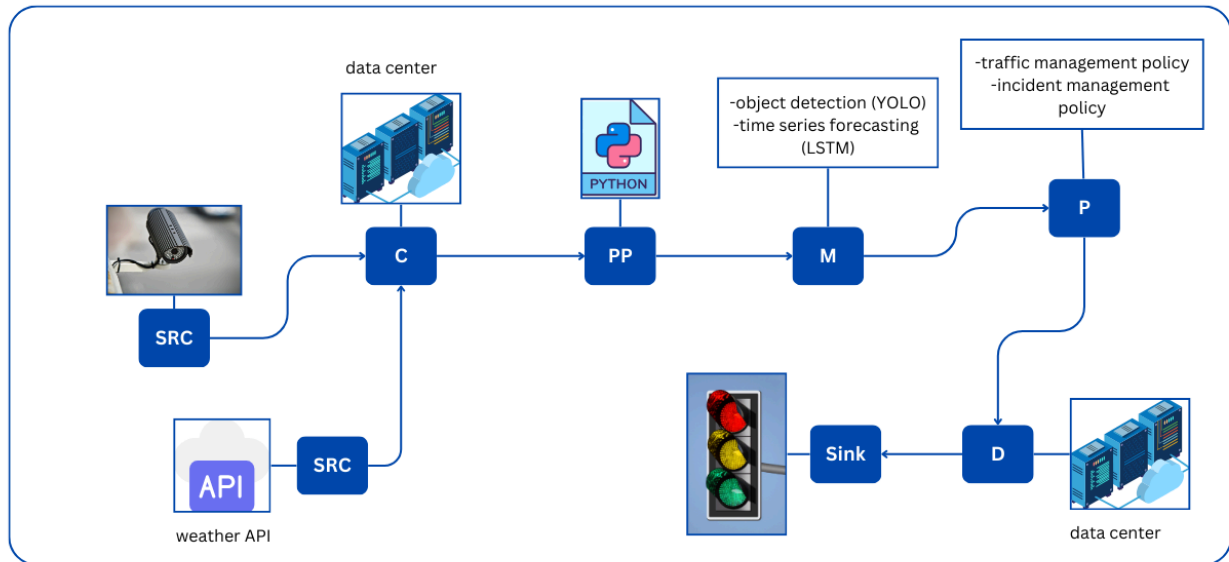 data center
-traffic management policy
-incident management
policy
-object detection (YOLO)
-time series forecasting
(LSTM)
PYTHON
C
PP
M
P
SRC
SRC
API
weather API
Sink
D
data center